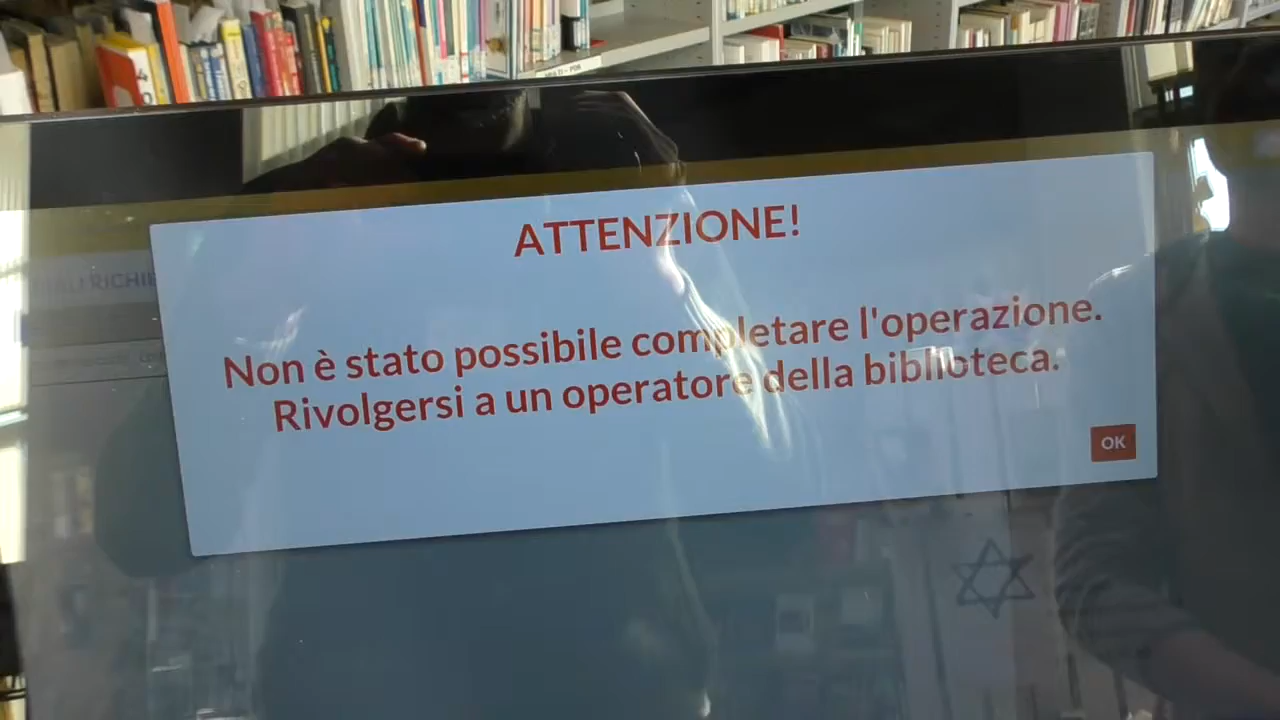 ATTENZIONE!
Non è stato possibile completare l'operazione.
Rivolgersi a un operatore della biblioteca.
OK